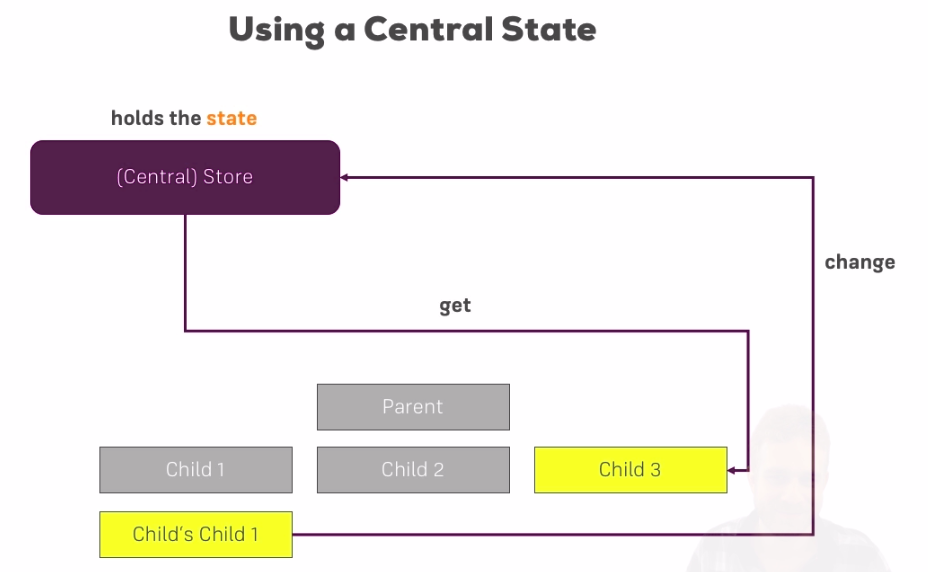 Using a Central State
holds the state
(Central) Store
change
get
Parent
Child 1
Child 2
Child 3
Child's Child 1